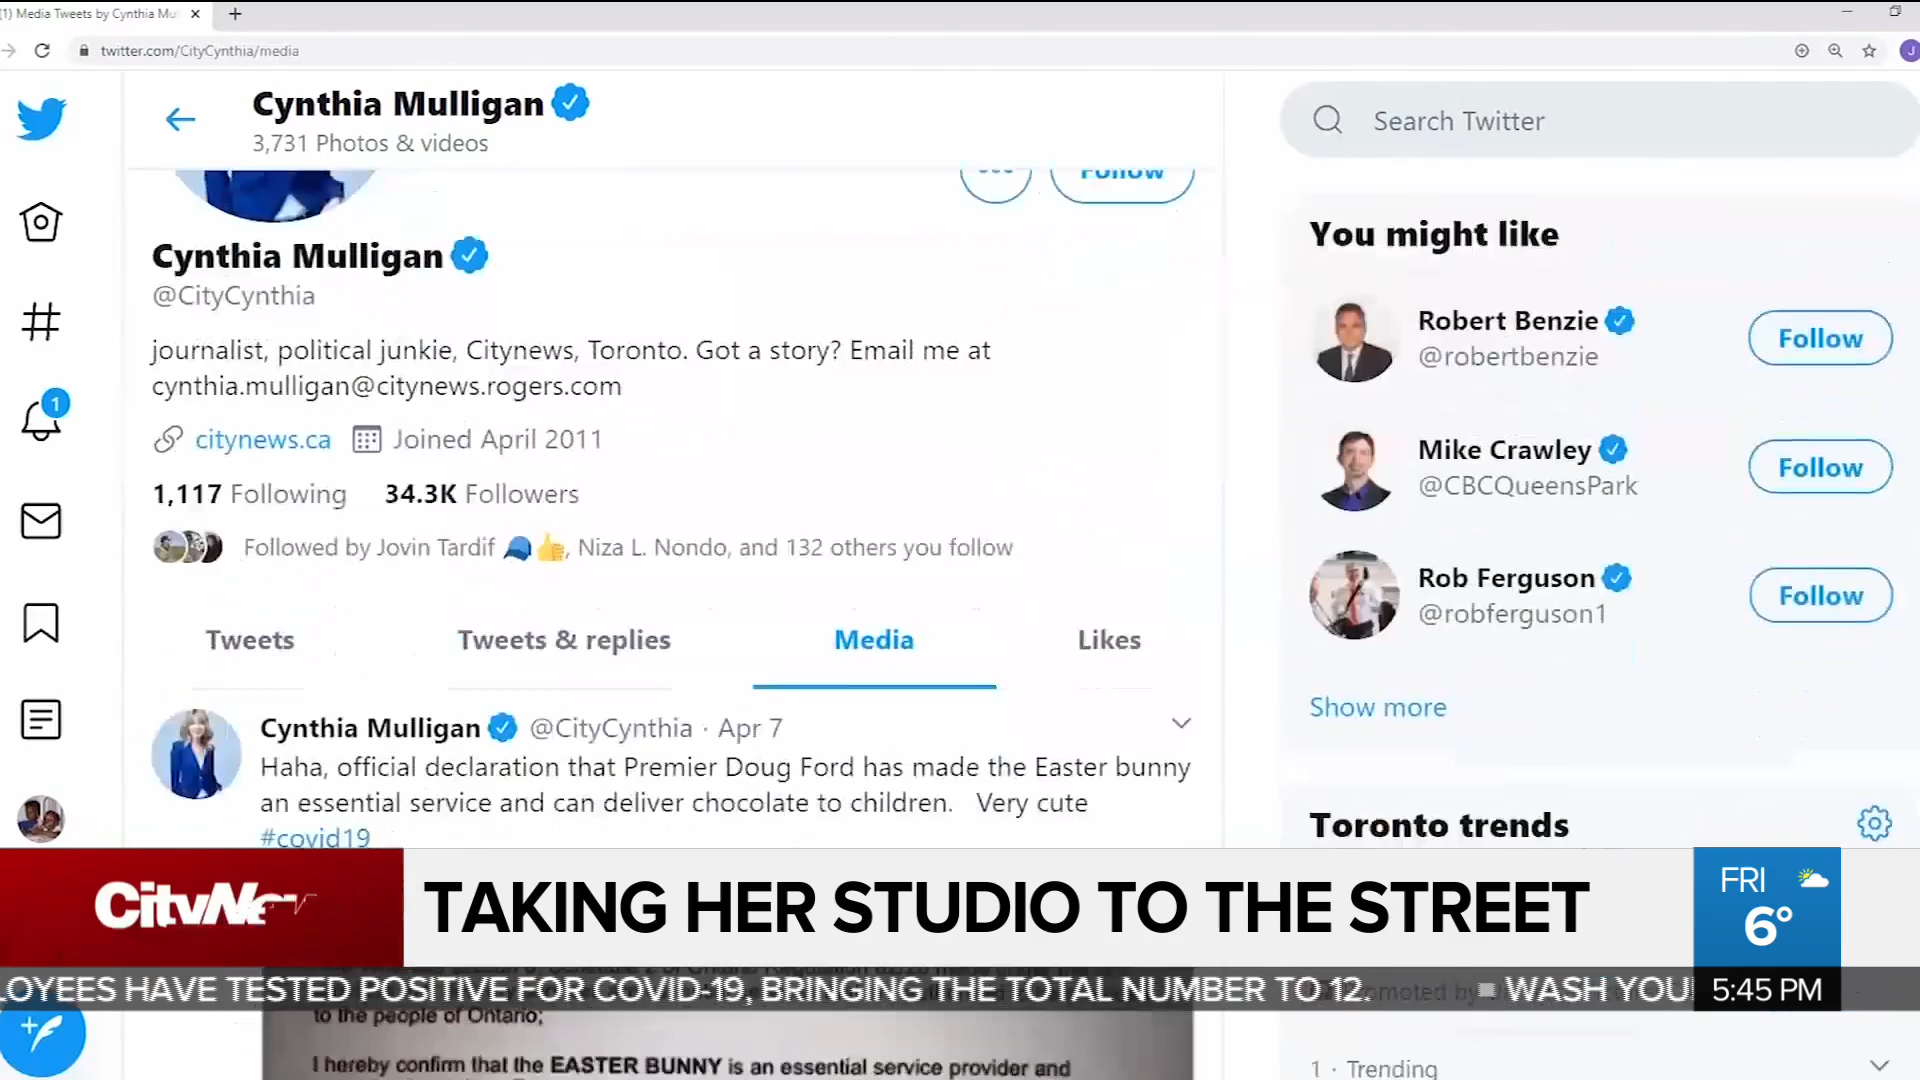 1) Media Tweets by Cynthia Mu
twitter.com/CityCynthia/media
J
Cynthia Mulligan
3,731 Photos & videos
Search Twitter
Follow
You might like
Cynthia Mulligan
@CityCynthia
journalist, political junkie, Citynews, Toronto. Got a story? Email me at
cynthia.mulligan@citynews.rogers.com
citynews.ca Joined April 2011
1,117 Following 34.3K Followers
Followed by Jovin Tardif 🧢👍, Niza L. Nondo, and 132 others you follow
Robert Benzie
@robertbenzie
Follow
Mike Crawley
@CBCQueensPark
Follow
Rob Ferguson
@robferguson1
Follow
Show more
1
Tweets Tweets & replies Media Likes
Cynthia Mulligan @CityCynthia · Apr 7
Haha, official declaration that Premier Doug Ford has made the Easter bunny
an essential service and can deliver chocolate to children. Very cute
#covid19
Toronto trends
CityNe
TAKING HER STUDIO TO THE STREET
FRI
6°
LOYEES HAVE TESTED POSITIVE FOR COVID-19, BRINGING THE TOTAL NUMBER TO 12. ■ WASH YOU
5:45 PM
to the people of Ontario;
I hereby confirm that the EASTER BUNNY is an essential service provider and
1 · Trending